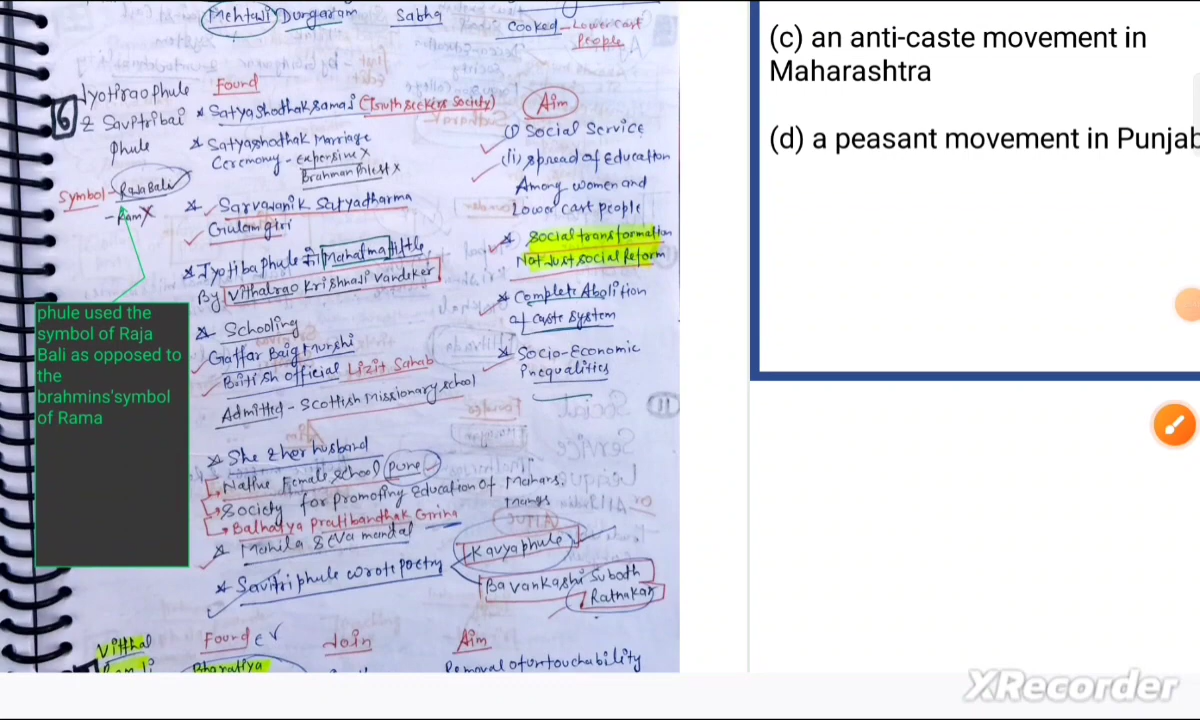 Mehtaji Durgaram Sabha
Cooked - Lower cast
People
Jyotiraophule
& Savitribai
Phule
16
Symbol - Raja Bali
- Ram X
Found
* Satyashodhak Samaj (Truth Seekers Society)
* Satyashodhak Marriage
Ceremony - expensive X
Brahman Priest X
* Sarvajanik Satyadharma
Gulamgiri
* Jyotiba phule को Mahatma title
By Vithalrao Krishnaji Vandekar
* Schooling
Gaffar Baig Munshi
British official Lizit Sahab
Admitted - Scottish Missionary school
* She & her husband
Native Female school (pune)
Society for promoting Education of Mahars,
mangs
Balhatya pratibandhak Griha
* Mahila Seva mandal
* Savitri phule wrote poetry
Kavyaphule
Bavankashi Subodh
Ratnakar
Aim
(i) Social Service
(ii) spread of Education
Among women and
Lower cast people
* Social transformation
Not Just social Reform
* Complete Abolition
of caste system
* Socio-Economic
Inequalities
phule used the
symbol of Raja
Bali as opposed to
the
brahmins'symbol
of Rama
Vitthal
Founder
Join
Aim
Bharatiya
Removal of untouchability
(c) an anti-caste movement in
Maharashtra
(d) a peasant movement in Punjab
XRecorder